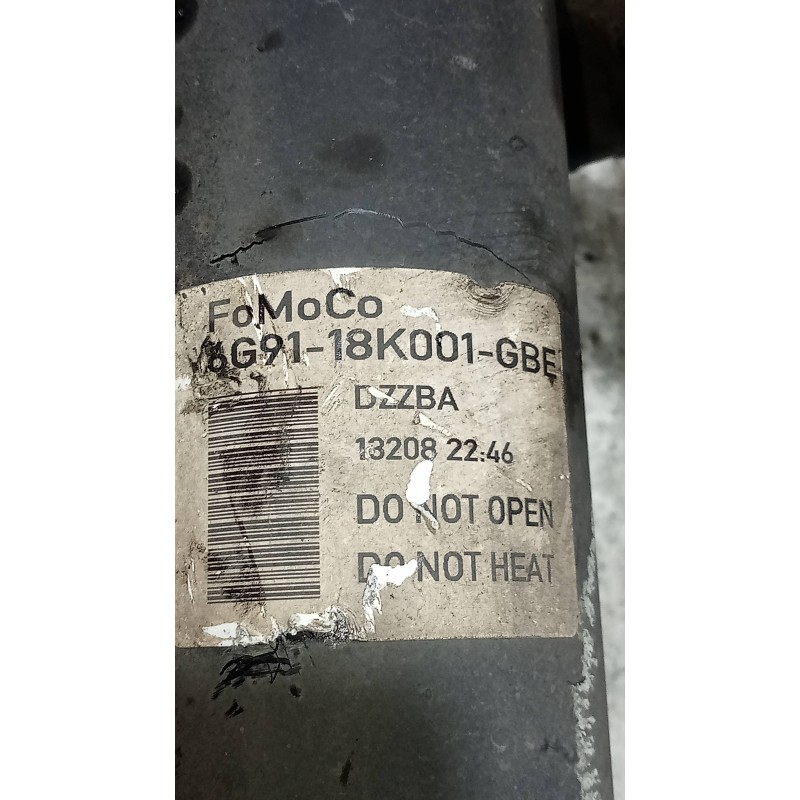 FoMoCo
6G91-18K001-GBE
DZZBA
13208 22:46
DO NOT OPEN
DO NOT HEAT